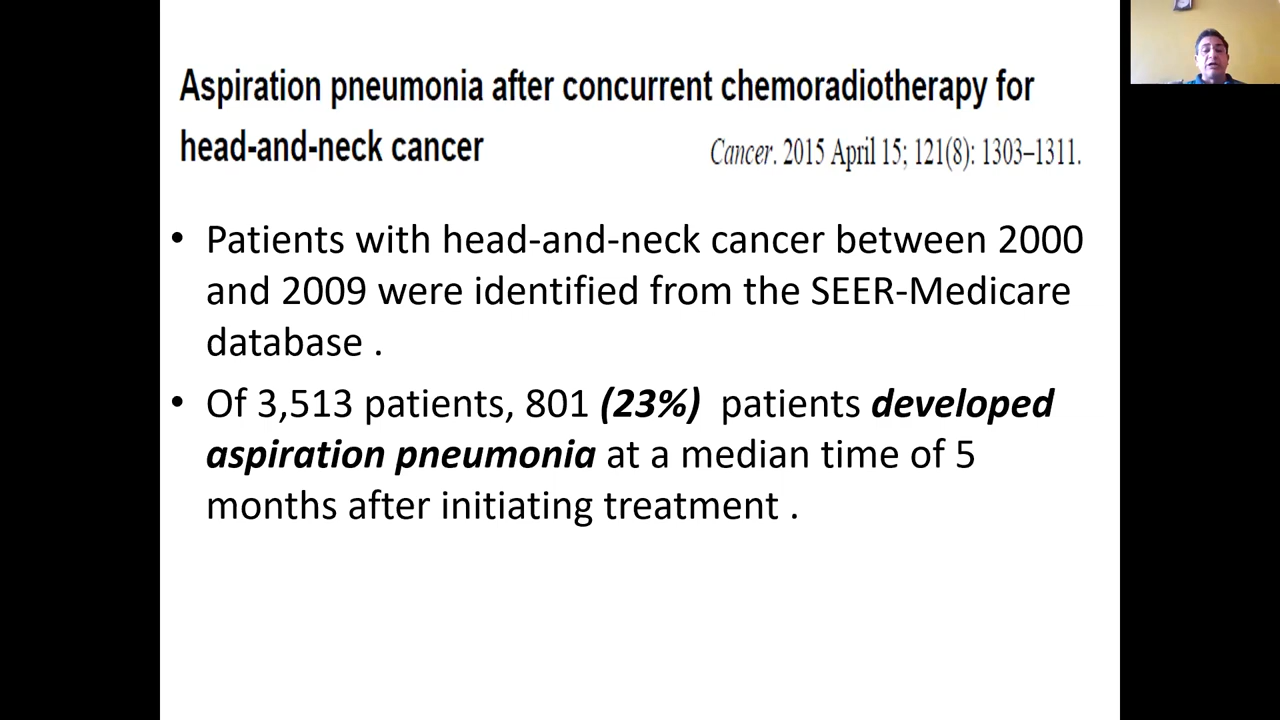 Aspiration pneumonia after concurrent chemoradiotherapy for
head-and-neck cancer
Cancer. 2015 April 15; 121(8): 1303–1311.
• Patients with head-and-neck cancer between 2000
and 2009 were identified from the SEER-Medicare
database .
• Of 3,513 patients, 801 (23%) patients developed
aspiration pneumonia at a median time of 5
months after initiating treatment .